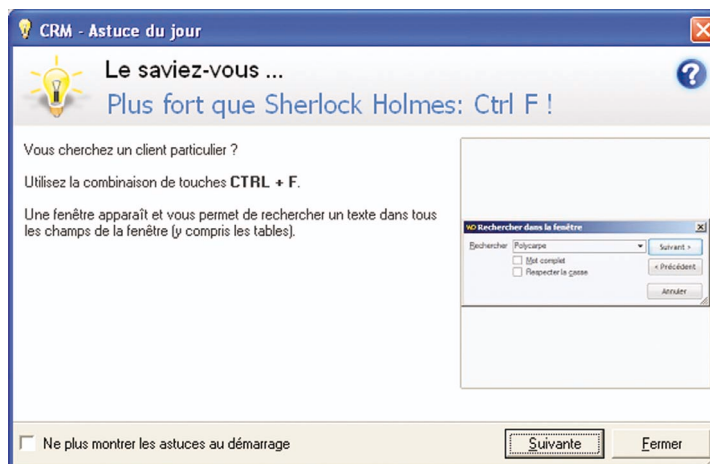 CRM - Astuce du jour
Le saviez-vous ...
Plus fort que Sherlock Holmes: Ctrl F !
Vous cherchez un client particulier ?
Utilisez la combinaison de touches CTRL + F.
Une fenêtre apparaît et vous permet de rechercher un texte dans tous
les champs de la fenêtre (y compris les tables).
WD Rechercher dans la fenêtre
Rechercher Polycarpe
Suivant >
Mot complet
< Précédent
Respecter la casse
Annuler
Ne plus montrer les astuces au démarrage
Suivante
Fermer